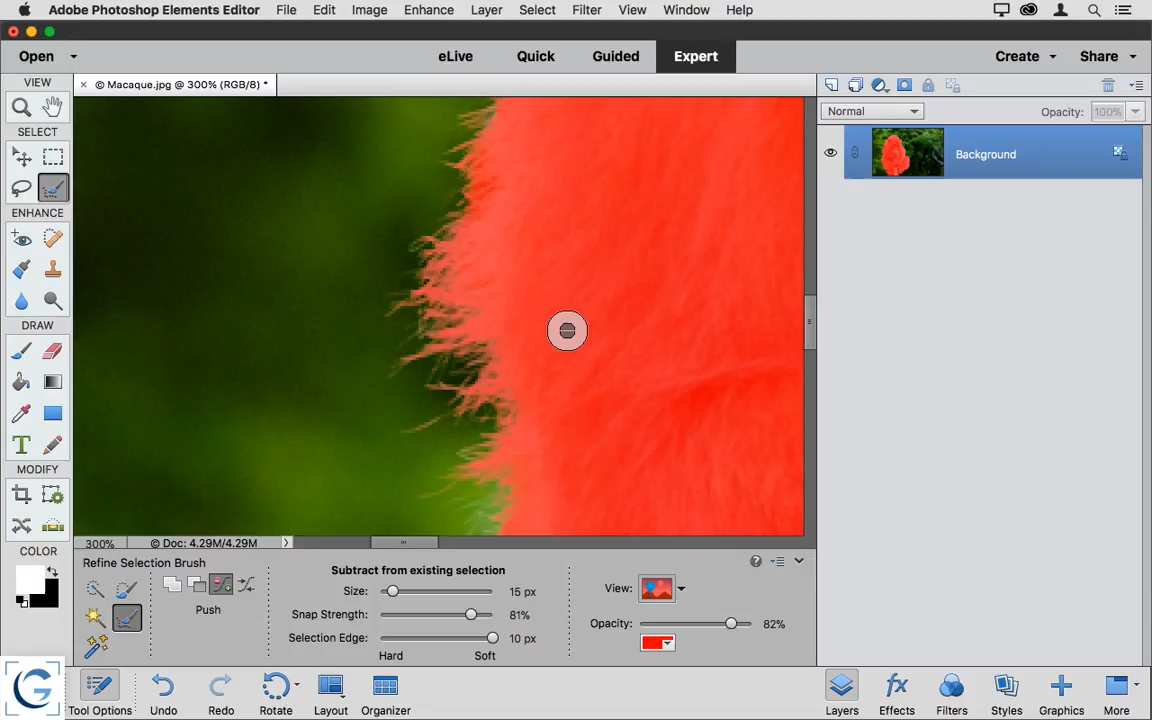 Adobe Photoshop Elements Editor File Edit Image Enhance Layer Select Filter View Window Help
Open eLive Quick Guided Expert Create Share
VIEW
× © Macaque.jpg @ 300% (RGB/8) *
Normal Opacity: 100%
SELECT
Background
ENHANCE
DRAW
T
MODIFY
300% © Doc: 4.29M/4.29M
COLOR
Refine Selection Brush
Subtract from existing selection
Size: 15 px
View:
Push
Snap Strength: 81%
Opacity: 82%
Selection Edge: 10 px
Hard Soft
G
Tool Options Undo Redo Rotate Layout Organizer Layers Effects Filters Styles Graphics More